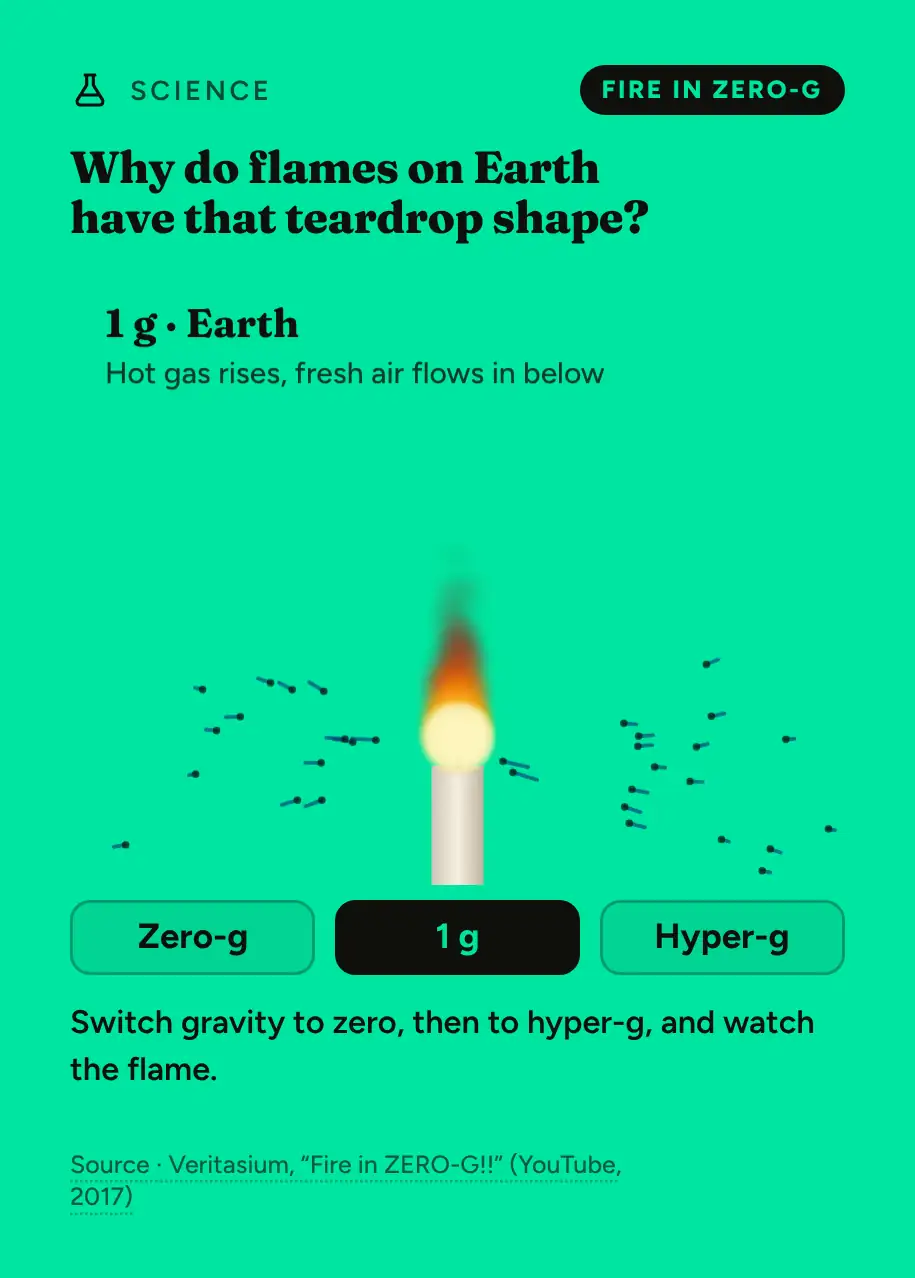 SCIENCE
FIRE IN ZERO-G
Why do flames on Earth
have that teardrop shape?
1 g · Earth
Hot gas rises, fresh air flows in below
Zero-g
1 g
Hyper-g
Switch gravity to zero, then to hyper-g, and watch
the flame.
Source · Veritasium, “Fire in ZERO-G!!” (YouTube,
2017)